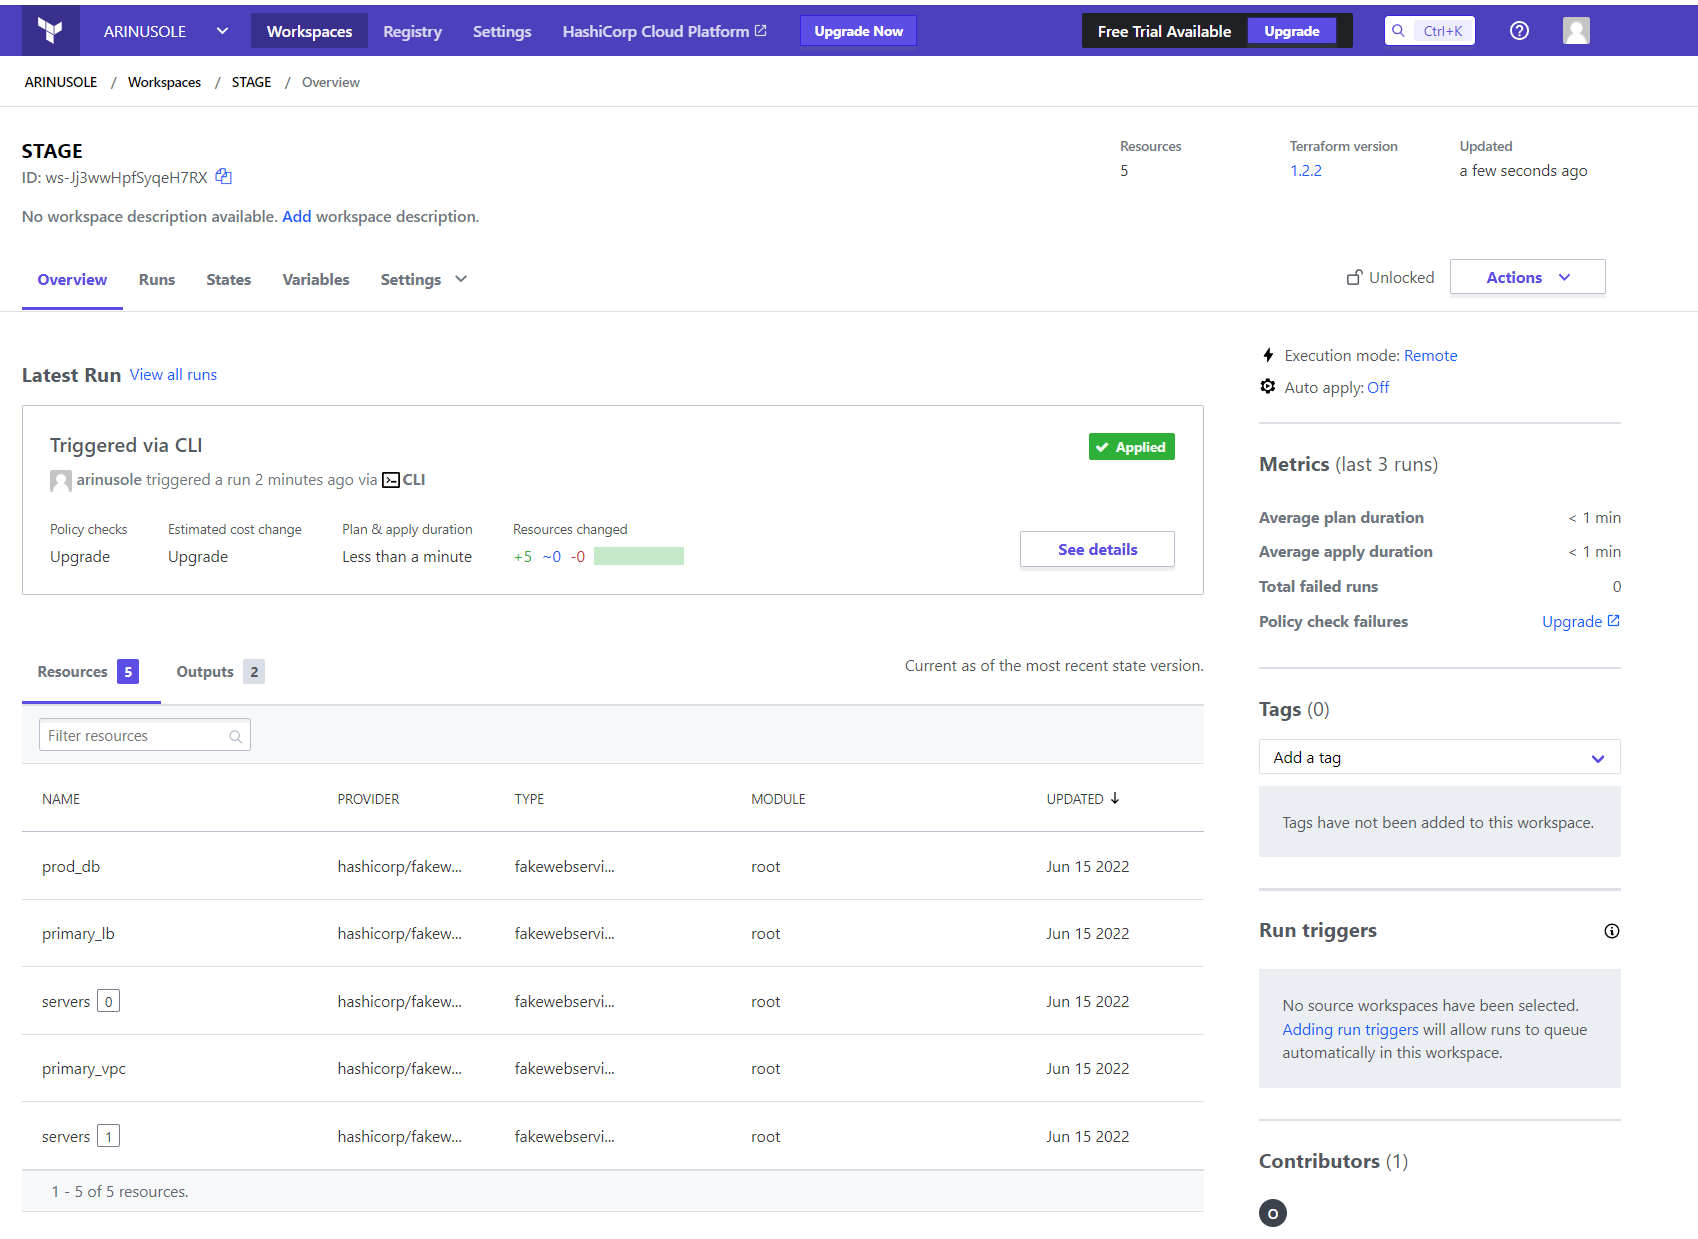 ARINUSOLE Workspaces Registry Settings HashiCorp Cloud Platform Upgrade Now Free Trial Available Upgrade Ctrl+K
ARINUSOLE / Workspaces / STAGE / Overview
STAGE
ID: ws-Jj3wwHpfSyqeH7RX
No workspace description available. Add workspace description.
Resources
5
Terraform version
1.2.2
Updated
a few seconds ago
Overview Runs States Variables Settings
Unlocked Actions
Latest Run View all runs
Triggered via CLI
Applied
arinusole triggered a run 2 minutes ago via CLI
Policy checks Estimated cost change Plan & apply duration Resources changed
Upgrade Upgrade Less than a minute +5 ~0 -0
See details
Resources 5 Outputs 2 Current as of the most recent state version.
Filter resources
NAME PROVIDER TYPE MODULE UPDATED
prod_db hashicorp/fakew... fakewebservi... root Jun 15 2022
primary_lb hashicorp/fakew... fakewebservi... root Jun 15 2022
servers 0 hashicorp/fakew... fakewebservi... root Jun 15 2022
primary_vpc hashicorp/fakew... fakewebservi... root Jun 15 2022
servers 1 hashicorp/fakew... fakewebservi... root Jun 15 2022
1 - 5 of 5 resources.
Execution mode: Remote
Auto apply: Off
Metrics (last 3 runs)
Average plan duration < 1 min
Average apply duration < 1 min
Total failed runs 0
Policy check failures Upgrade
Tags (0)
Add a tag
Tags have not been added to this workspace.
Run triggers
No source workspaces have been selected.
Adding run triggers will allow runs to queue
automatically in this workspace.
Contributors (1)
O